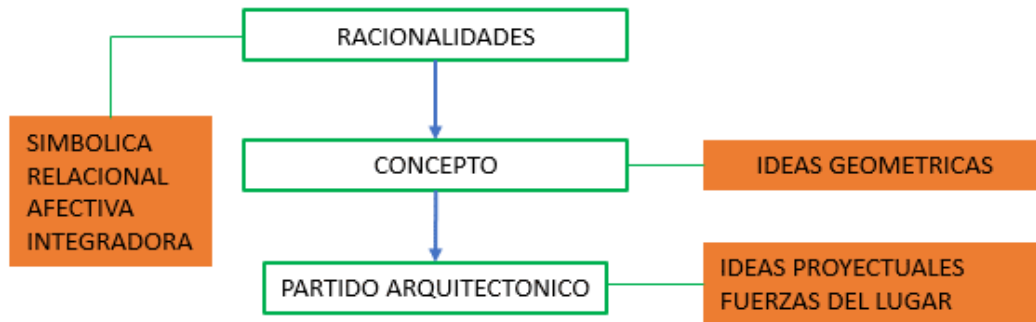 RACIONALIDADES
SIMBOLICA
RELACIONAL
AFECTIVA
INTEGRADORA
CONCEPTO
IDEAS GEOMETRICAS
PARTIDO ARQUITECTONICO
IDEAS PROYECTUALES
FUERZAS DEL LUGAR